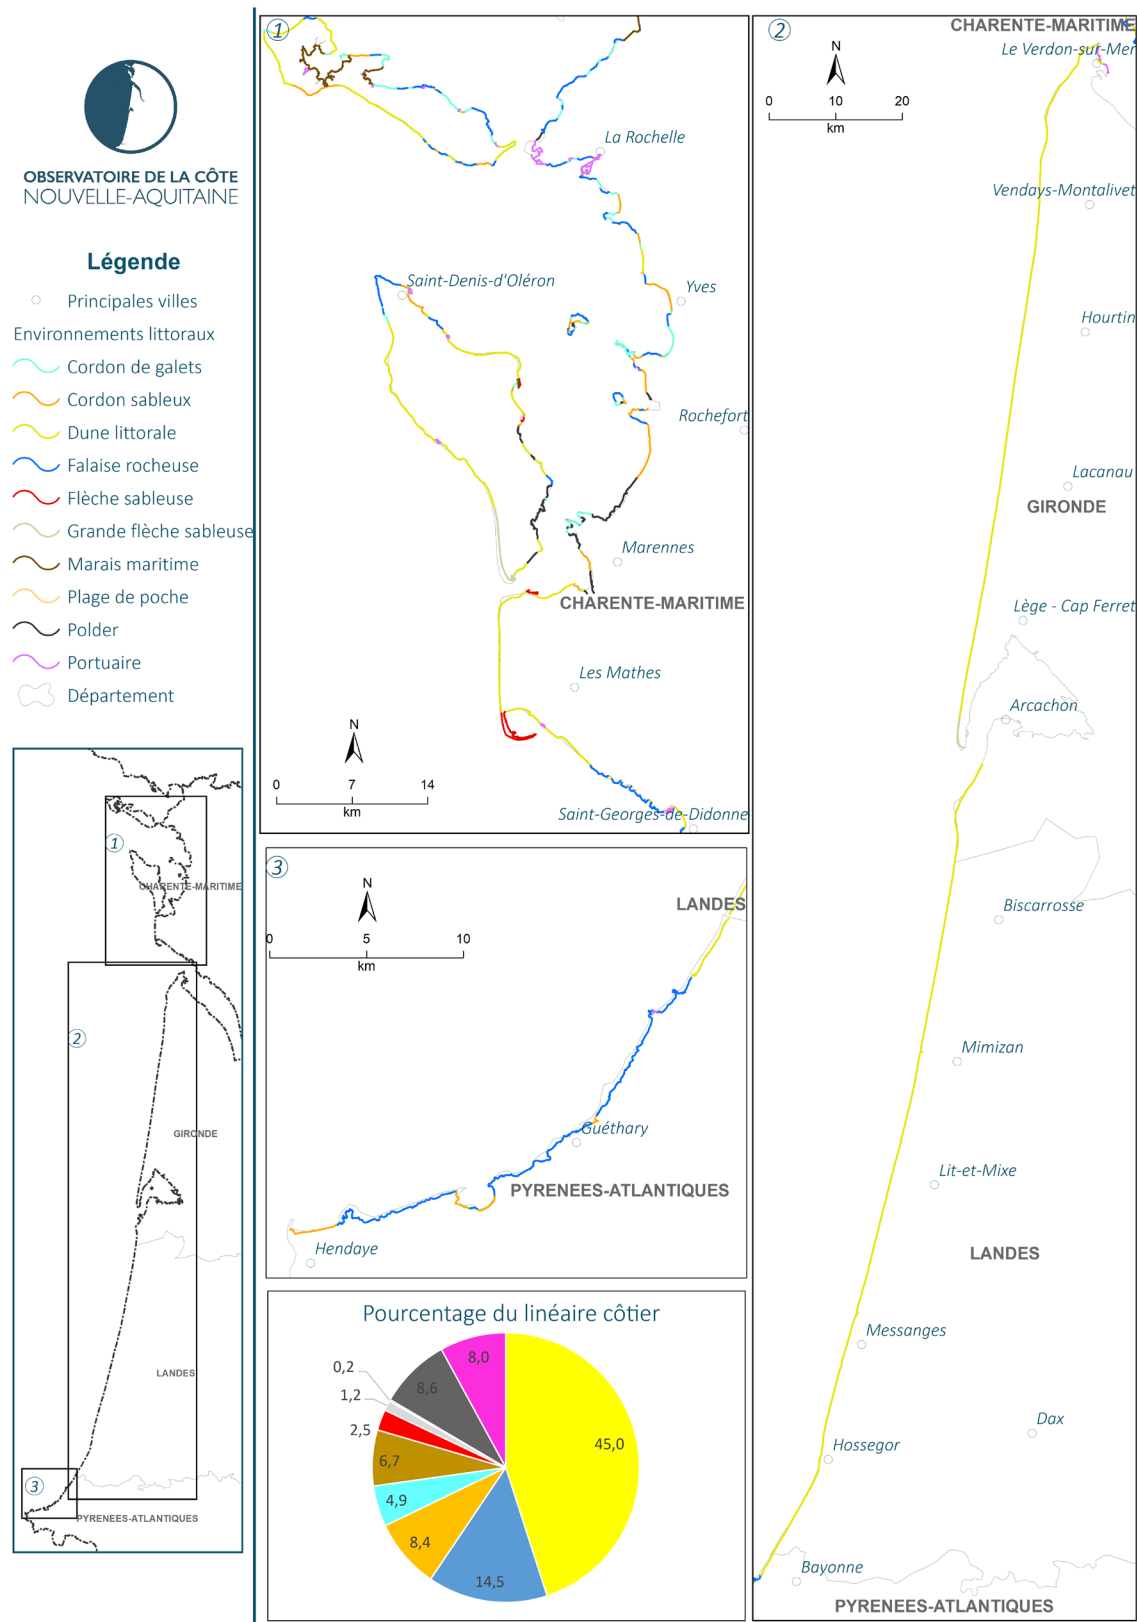 OBSERVATOIRE DE LA CÔTE
NOUVELLE-AQUITAINE
Légende
Principales villes
Environnements littoraux
Cordon de galets
Cordon sableux
Dune littorale
Falaise rocheuse
Flèche sableuse
Grande flèche sableuse
Marais maritime
Plage de poche
Polder
Portuaire
Département
1
CHARENTE-MARITIME
2
GIRONDE
LANDES
3
PYRENEES-ATLANTIQUES
1
La Rochelle
Saint-Denis-d'Oléron
Yves
Rochefort
Marennes
CHARENTE-MARITIME
Les Mathes
N
0 7 14
km
Saint-Georges-de-Didonne
3
N
LANDES
0 5 10
km
Guéthary
PYRENEES-ATLANTIQUES
Hendaye
Pourcentage du linéaire côtier
8,0
0,2
8,6
1,2
2,5
45,0
6,7
4,9
8,4
14,5
2
CHARENTE-MARITIME
N
Le Verdon-sur-Mer
0 10 20
km
Vendays-Montalivet
Hourtin
Lacanau
GIRONDE
Lège - Cap Ferret
Arcachon
Biscarrosse
Mimizan
Lit-et-Mixe
LANDES
Messanges
Dax
Hossegor
Bayonne
PYRENEES-ATLANTIQUES